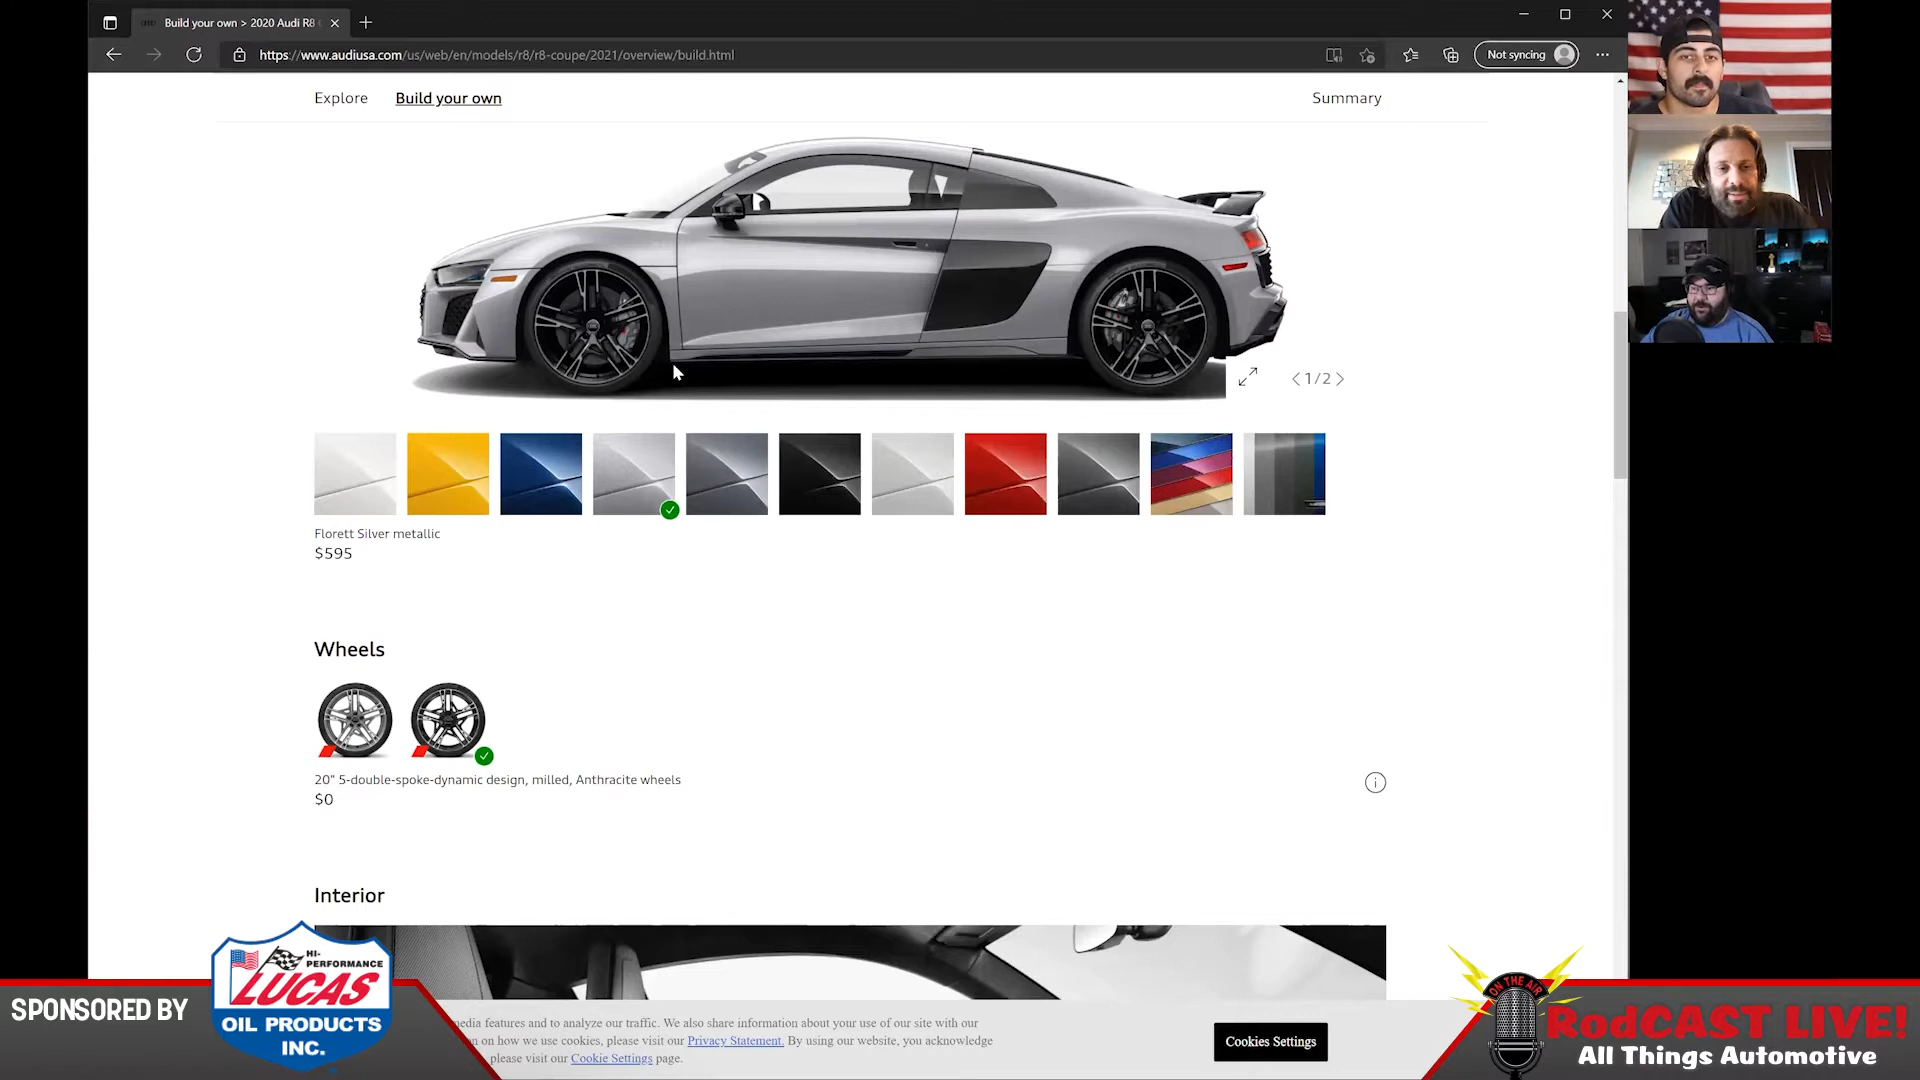 Build your own > 2020 Audi R8
https://www.audiusa.com/us/web/en/models/r8/r8-coupe/2021/overview/build.html
Not syncing
Explore
Build your own
Summary
1/2
Florett Silver metallic
$595
Wheels
20" 5-double-spoke-dynamic design, milled, Anthracite wheels
$0
Interior
edia features and to analyze our traffic. We also share information about your use of our site with our
on on how we use cookies, please visit our Privacy Statement. By using our website, you acknowledge
please visit our Cookie Settings page.
Cookies Settings
SPONSORED BY
HI-
PERFORMANCE
LUCAS
OIL PRODUCTS
INC.
ON THE AIR
RodCAST LIVE!
All Things Automotive